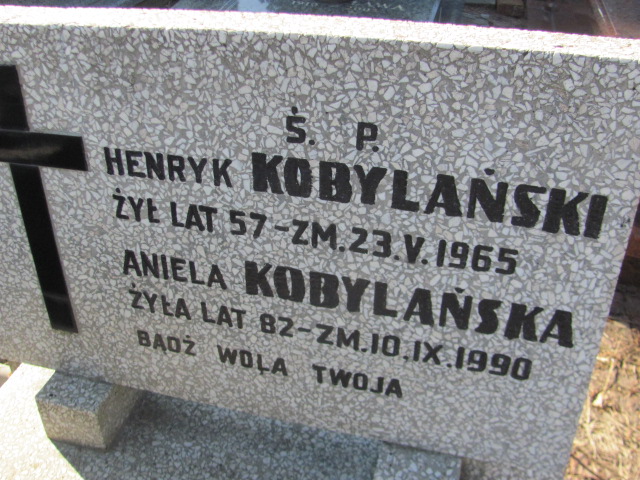 Ś. P.
HENRYK KOBYLAŃSKI
ŻYŁ LAT 57-ZM.23.V.1965
ANIELA KOBYLAŃSKA
ŻYŁA LAT 82-ZM.10.IX.1990
BĄDŹ WOLA TWOJA